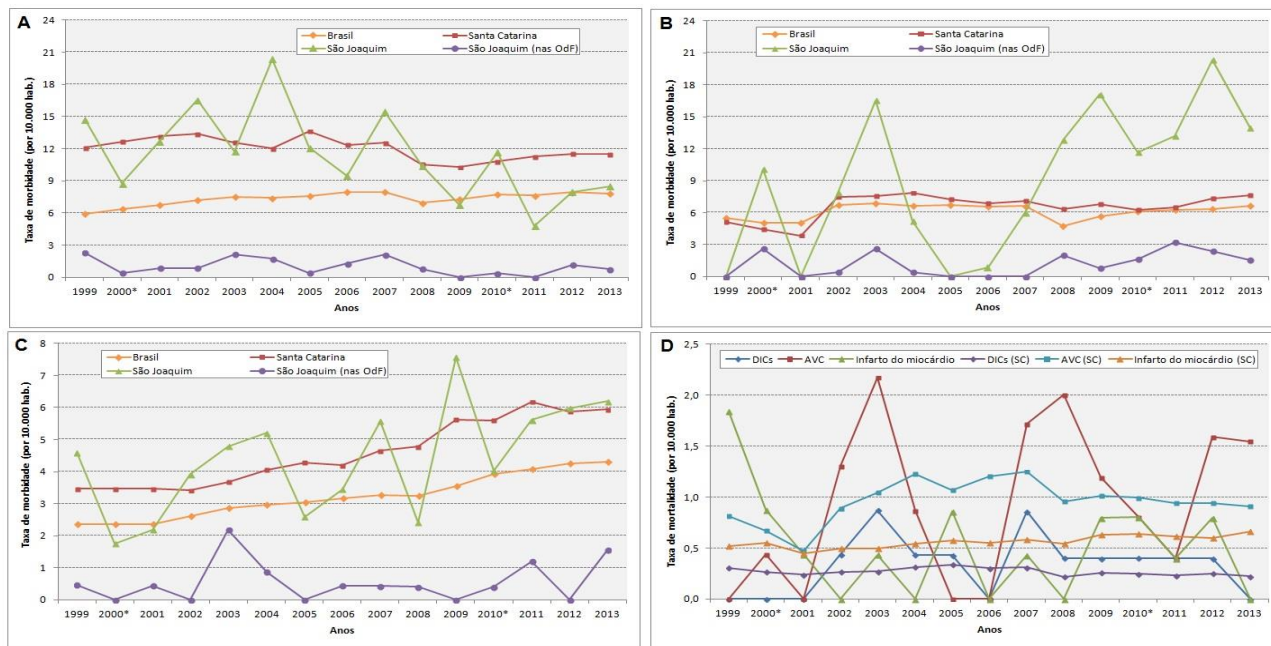 A
Brasil Santa Catarina
São Joaquim São Joaquim (nas OdF)
Taxa de morbidade (por 10.000 hab.)
24
21
18
15
12
9
6
3
0
1999 2000* 2001 2002 2003 2004 2005 2006 2007 2008 2009 2010* 2011 2012 2013
Anos
B
Brasil Santa Catarina
São Joaquim São Joaquim (nas OdF)
Taxa de morbidade (por 10.000 hab.)
24
21
18
15
12
9
6
3
0
1999 2000* 2001 2002 2003 2004 2005 2006 2007 2008 2009 2010* 2011 2012 2013
Anos
C
Brasil Santa Catarina
São Joaquim São Joaquim (nas OdF)
Taxa de morbidade (por 10.000 hab.)
8
7
6
5
4
3
2
1
0
1999 2000* 2001 2002 2003 2004 2005 2006 2007 2008 2009 2010* 2011 2012 2013
Anos
D
DICs AVC Infarto do miocárdio DICs (SC) AVC (SC) Infarto do miocárdio (SC)
Taxa de mortalidade (por 10.000 hab.)
2,5
2,0
1,5
1,0
0,5
0,0
1999 2000* 2001 2002 2003 2004 2005 2006 2007 2008 2009 2010* 2011 2012 2013
Anos